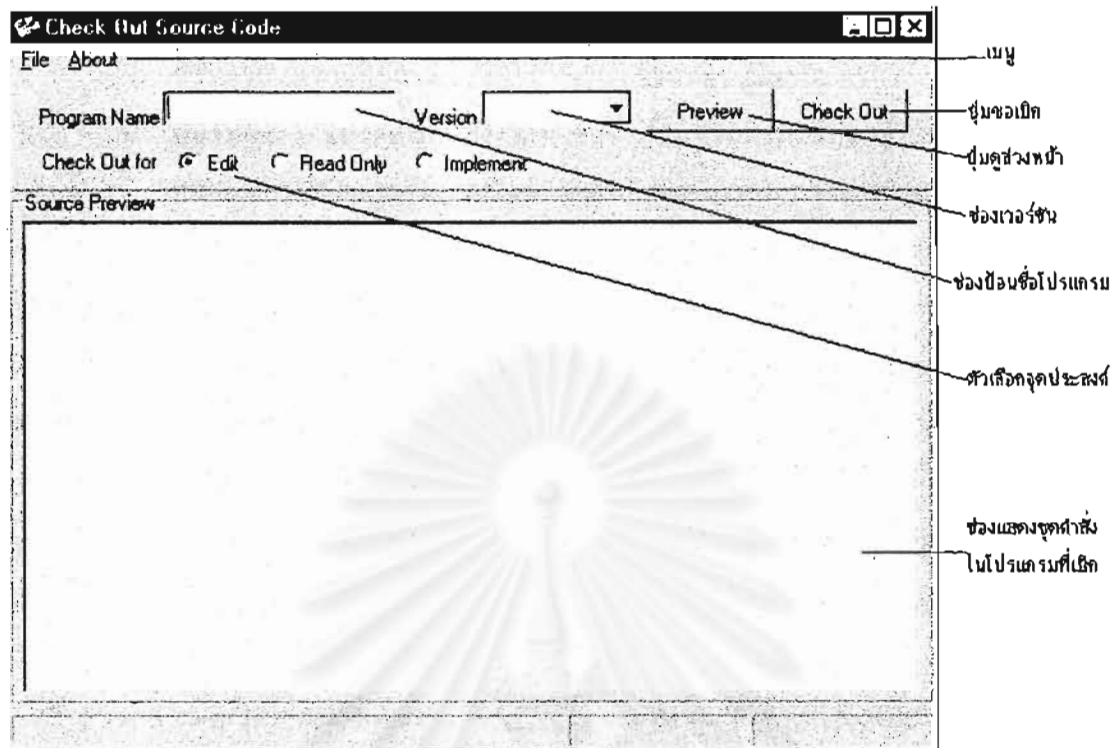 Check Out Source Code
File About
เมนู
Program Name
Version
Preview
Check Out
ปุ่มขอเบิก
ปุ่มดูล่วงหน้า
Check Out for Edit Read Only Implement
ช่องเวอร์ชัน
Source Preview
ช่องป้อนชื่อโปรแกรม
ตัวเลือกจุดประสงค์
ช่องแสดงชุดคำสั่ง
ในโปรแกรมที่เบิก